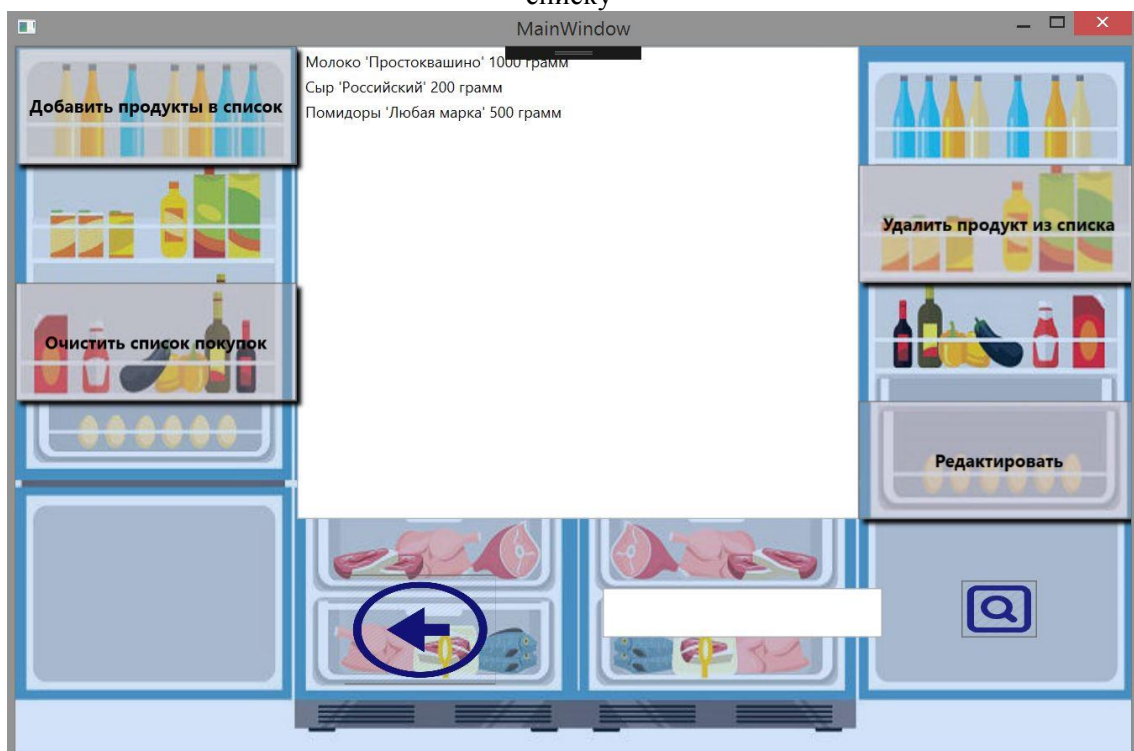 списку
MainWindow
Молоко 'Простоквашино' 1000 грамм
Сыр 'Российский' 200 грамм
Помидоры 'Любая марка' 500 грамм
Добавить продукты в список
Удалить продукт из списка
Очистить список покупок
Редактировать